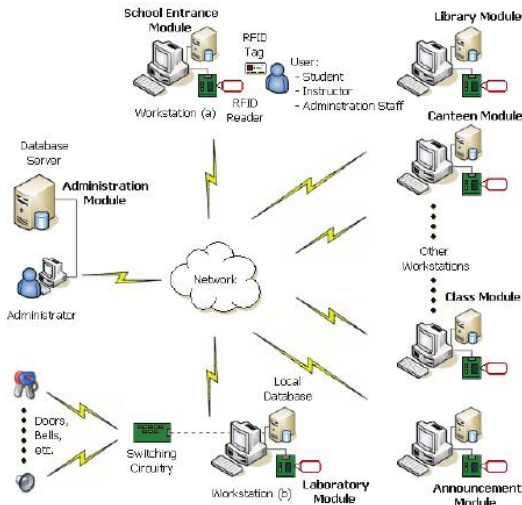 School Entrance
Module
RFID
Tag
User:
- Student
- Instructor
- Adminstration Staff
Workstation (a)
RFID
Reader
Library Module
Canteen Module
Database
Server
Administration
Module
Administrator
Network
Other
Workstations
Class Module
Local
Database
Doors,
Bells,
etc.
Switching
Circuitry
Workstation (b)
Laboratory
Module
Announcement
Module